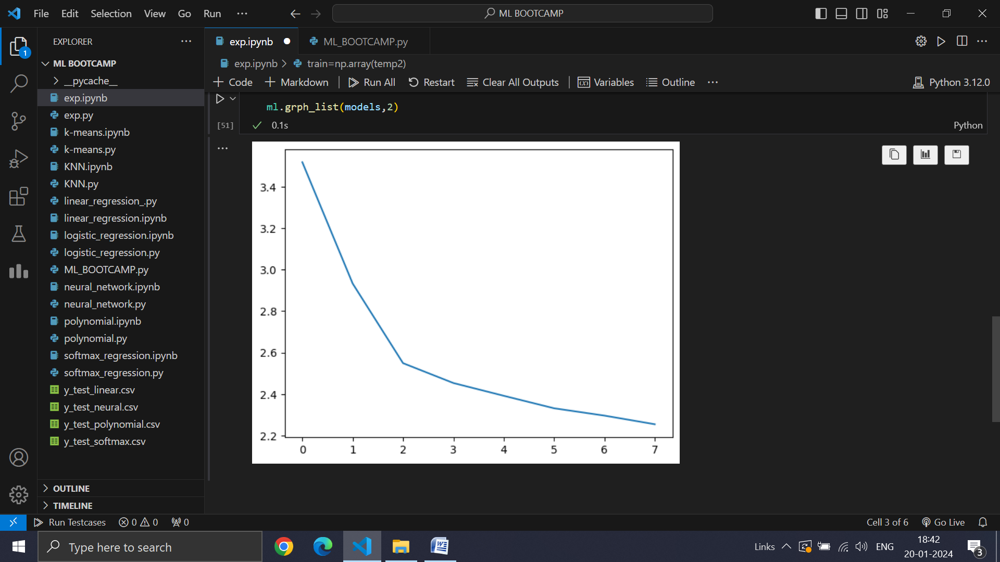 File Edit Selection View Go Run ... ML BOOTCAMP
EXPLORER ...
ML BOOTCAMP
__pycache__
exp.ipynb
exp.py
k-means.ipynb
k-means.py
KNN.ipynb
KNN.py
linear_regression_.py
linear_regression.ipynb
logistic_regression.ipynb
logistic_regression.py
ML_BOOTCAMP.py
neural_network.ipynb
neural_network.py
polynomial.ipynb
polynomial.py
softmax_regression.ipynb
softmax_regression.py
y_test_linear.csv
y_test_neural.csv
y_test_polynomial.csv
y_test_softmax.csv
OUTLINE
TIMELINE
1
exp.ipynb ML_BOOTCAMP.py
exp.ipynb > train=np.array(temp2)
+ Code + Markdown Run All Restart Clear All Outputs Variables Outline ... Python 3.12.0
ml.grph_list(models,2)
[51] 0.1s Python
3.4
3.2
3.0
2.8
2.6
2.4
2.2
0 1 2 3 4 5 6 7
Run Testcases 0 0 0 Cell 3 of 6 Go Live
Type here to search Links ENG 18:42
20-01-2024 3